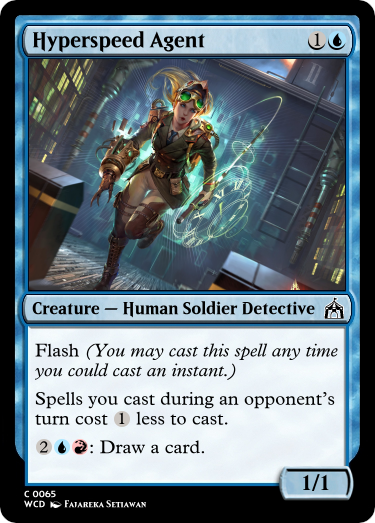 Hyperspeed Agent 1
Creature — Human Soldier Detective
Flash (You may cast this spell any time
you could cast an instant.)
Spells you cast during an opponent's
turn cost 1 less to cast.
2: Draw a card.
1/1
C 0065
WCD Fajareka Setiawan